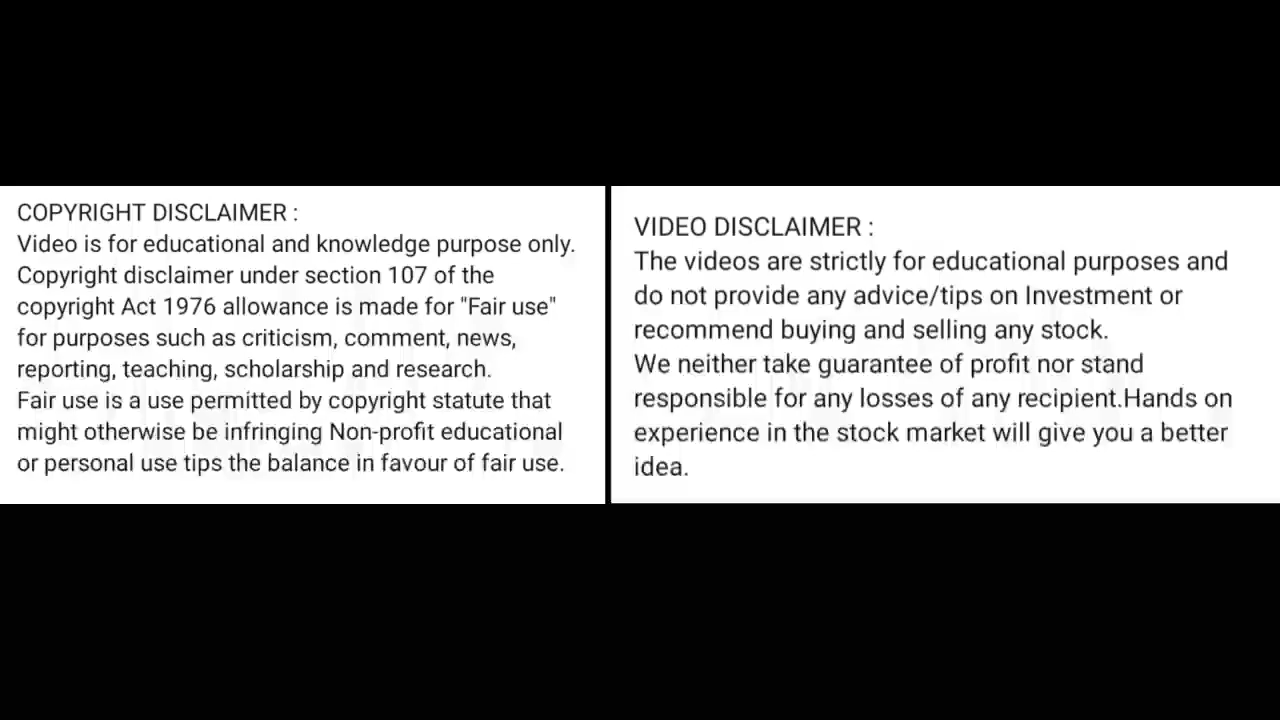 COPYRIGHT DISCLAIMER :
Video is for educational and knowledge purpose only.
Copyright disclaimer under section 107 of the
copyright Act 1976 allowance is made for "Fair use"
for purposes such as criticism, comment, news,
reporting, teaching, scholarship and research.
Fair use is a use permitted by copyright statute that
might otherwise be infringing Non-profit educational
or personal use tips the balance in favour of fair use.
VIDEO DISCLAIMER :
The videos are strictly for educational purposes and
do not provide any advice/tips on Investment or
recommend buying and selling any stock.
We neither take guarantee of profit nor stand
responsible for any losses of any recipient.Hands on
experience in the stock market will give you a better
idea.